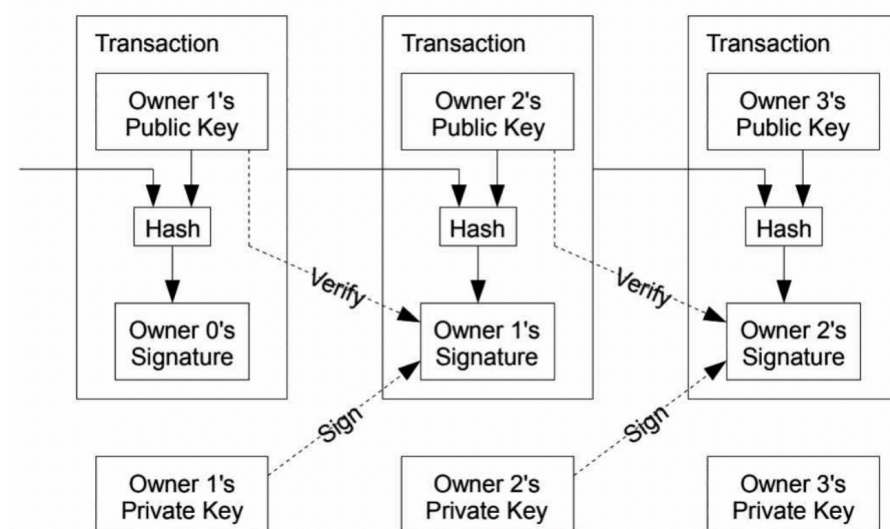 Transaction
Owner 1's
Public Key
Hash
Owner 0's
Signature
Transaction
Owner 2's
Public Key
Hash
Verify
Owner 1's
Signature
Transaction
Owner 3's
Public Key
Hash
Verify
Owner 2's
Signature
Sign
Sign
Owner 1's
Private Key
Owner 2's
Private Key
Owner 3's
Private Key